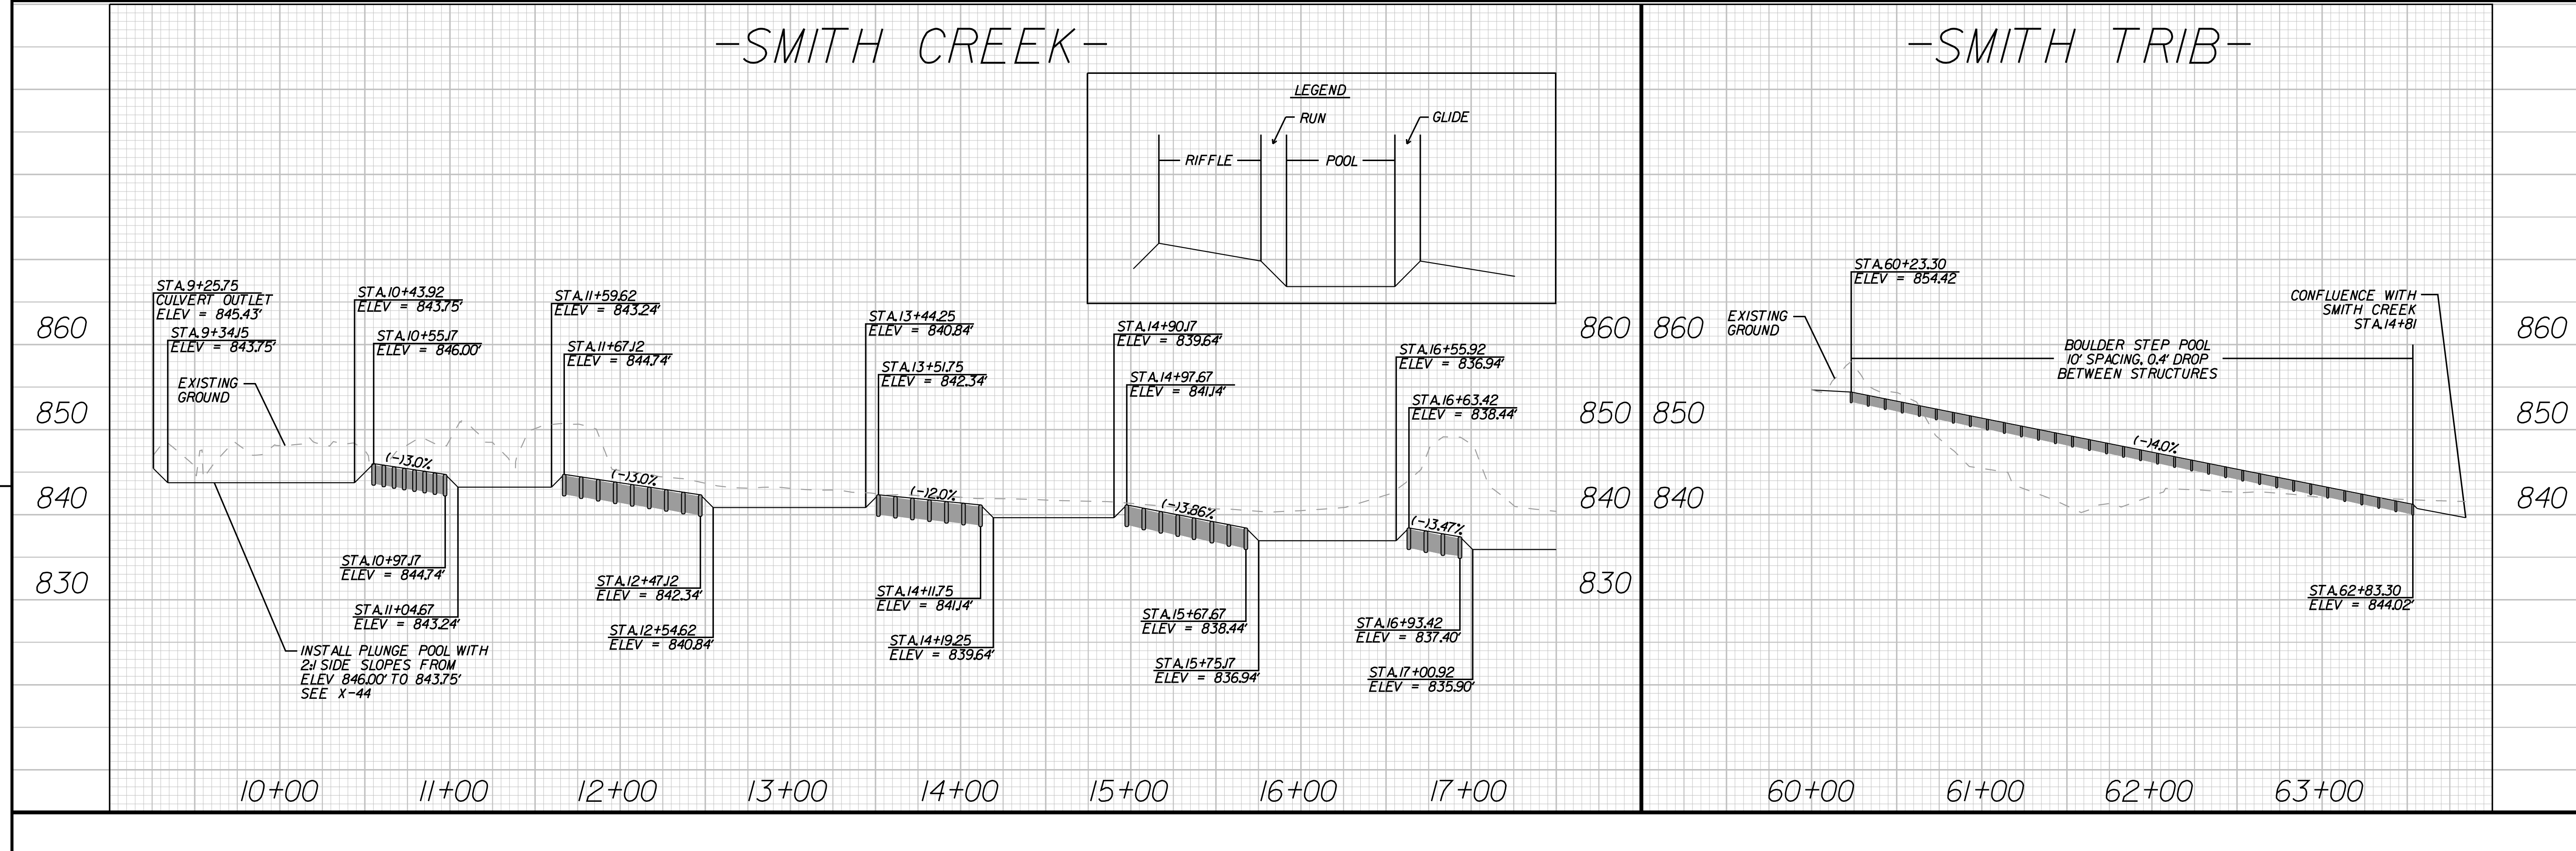 -SMITH CREEK-
LEGEND
RUN
GLIDE
RIFFLE
POOL
STA.9+25.75
CULVERT OUTLET
ELEV = 845.43'
STA.9+34.15
ELEV = 843.75'
STA.10+43.92
ELEV = 843.75'
STA.10+55.17
ELEV = 846.00'
STA.11+59.62
ELEV = 843.24'
STA.11+67.12
ELEV = 844.74'
STA.13+44.25
ELEV = 840.84'
STA.13+51.75
ELEV = 842.34'
STA.14+90.17
ELEV = 839.64'
STA.14+97.67
ELEV = 841.14'
STA.16+55.92
ELEV = 836.94'
STA.16+63.42
ELEV = 838.44'
EXISTING
GROUND
(-)3.0%
(-)3.0%
(-)2.0%
(-)3.86%
(-)3.47%
STA.10+97.17
ELEV = 844.74'
STA.11+04.67
ELEV = 843.24'
STA.12+47.12
ELEV = 842.34'
STA.12+54.62
ELEV = 840.84'
STA.14+11.75
ELEV = 841.14'
STA.14+19.25
ELEV = 839.64'
STA.15+67.67
ELEV = 838.44'
STA.15+75.17
ELEV = 836.94'
STA.16+93.42
ELEV = 837.40'
STA.17+00.92
ELEV = 835.90'
INSTALL PLUNGE POOL WITH
2:1 SIDE SLOPES FROM
ELEV 846.00' TO 843.75'
SEE X-44
860
850
840
830
860
850
840
830
10+00
11+00
12+00
13+00
14+00
15+00
16+00
17+00
-SMITH TRIB-
STA.60+23.30
ELEV = 854.42
EXISTING
GROUND
CONFLUENCE WITH
SMITH CREEK
STA.14+81
BOULDER STEP POOL
10' SPACING, 0.4' DROP
BETWEEN STRUCTURES
(-)4.0%
STA.62+83.30
ELEV = 844.02'
860
850
840
860
850
840
60+00
61+00
62+00
63+00